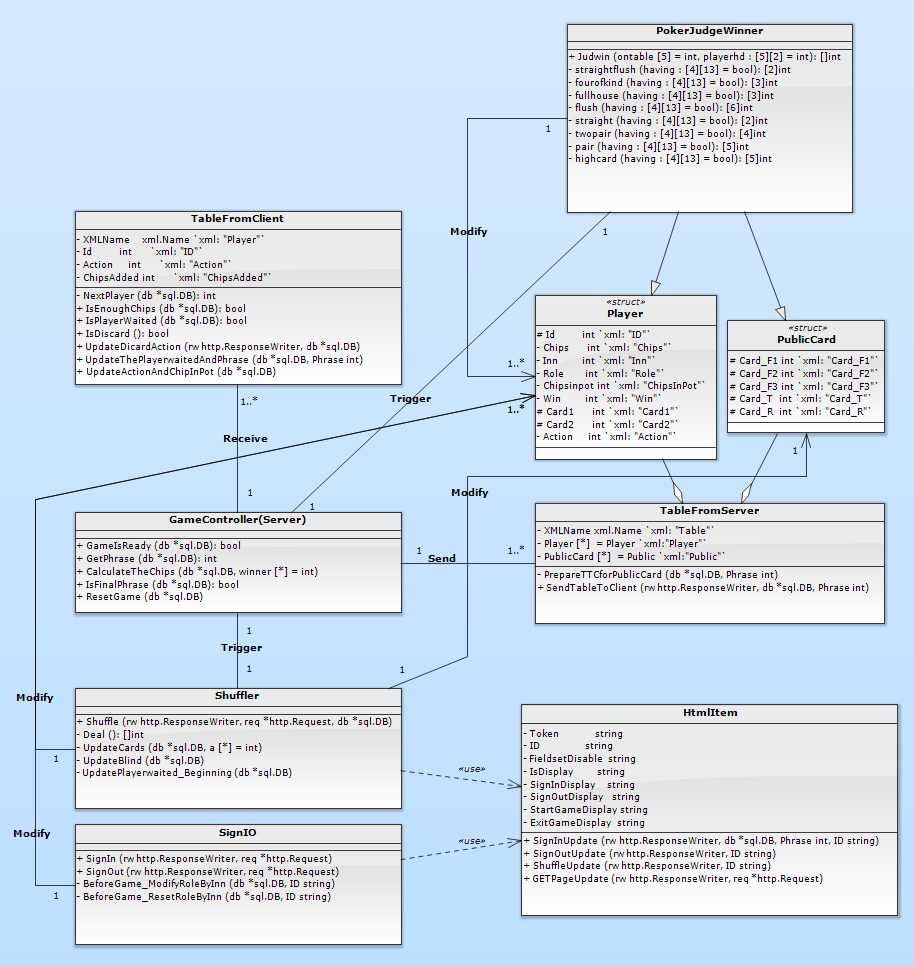 PokerJudgeWinner
+ Judwin (ontable [5] = int, playerhd : [5][2] = int): []int
- straightflush (having : [4][13] = bool): [2]int
- fourofkind (having : [4][13] = bool): [3]int
- fullhouse (having : [4][13] = bool): [3]int
- flush (having : [4][13] = bool): [6]int
- straight (having : [4][13] = bool): [2]int
- twopair (having : [4][13] = bool): [4]int
- pair (having : [4][13] = bool): [5]int
- highcard (having : [4][13] = bool): [5]int
1
Modify
1..*
1
Trigger
1
TableFromClient
- XMLName xml.Name `xml: "Player"`
- Id int `xml: "ID"`
- Action int `xml: "Action"`
- ChipsAdded int `xml: "ChipsAdded"`
- NextPlayer (db *sql.DB): int
+ IsEnoughChips (db *sql.DB): bool
+ IsPlayerWaited (db *sql.DB): bool
+ IsDiscard (): bool
+ UpdateDicardAction (rw http.ResponseWriter, db *sql.DB)
+ UpdateThePlayerwaitedAndPhrase (db *sql.DB, Phrase int)
+ UpdateActionAndChipInPot (db *sql.DB)
1..*
Receive
1
«struct»
Player
# Id int `xml: "ID"`
- Chips int `xml: "Chips"`
- Inn int `xml: "Inn"`
- Role int `xml: "Role"`
- Chipsinpot int `xml: "ChipsInPot"`
- Win int `xml: "Win"`
# Card1 int `xml: "Card1"`
# Card2 int `xml: "Card2"`
- Action int `xml: "Action"`
1..*
«struct»
PublicCard
# Card_F1 int `xml: "Card_F1"`
# Card_F2 int `xml: "Card_F2"`
# Card_F3 int `xml: "Card_F3"`
# Card_T int `xml: "Card_T"`
# Card_R int `xml: "Card_R"`
1
Modify
1
GameController(Server)
+ GameIsReady (db *sql.DB): bool
+ GetPhrase (db *sql.DB): int
+ CalculateTheChips (db *sql.DB, winner [*] = int)
+ IsFinalPhrase (db *sql.DB): bool
+ ResetGame (db *sql.DB)
1
Send
1..*
TableFromServer
- XMLName xml.Name `xml: "Table"`
- Player [*] = Player `xml:"Player"`
- PublicCard [*] = Public `xml:"Public"`
- PrepareTTCforPublicCard (db *sql.DB, Phrase int)
+ SendTableToClient (rw http.ResponseWriter, db *sql.DB, Phrase int)
1
Trigger
1
Shuffler
+ Shuffle (rw http.ResponseWriter, req *http.Request, db *sql.DB)
- Deal (): []int
- UpdateCards (db *sql.DB, a [*] = int)
- UpdateBlind (db *sql.DB)
- UpdatePlayerwaited_Beginning (db *sql.DB)
Modify
1
«use»
SignIO
+ SignIn (rw http.ResponseWriter, req *http.Request)
+ SignOut (rw http.ResponseWriter, req *http.Request)
- BeforeGame_ModifyRoleByInn (db *sql.DB, ID string)
- BeforeGame_ResetRoleByInn (db *sql.DB, ID string)
Modify
1
«use»
HtmlItem
- Token string
- ID string
- FieldsetDisable string
- IsDisplay string
- SignInDisplay string
- SignOutDisplay string
- StartGameDisplay string
- ExitGameDisplay string
+ SignInUpdate (rw http.ResponseWriter, db *sql.DB, Phrase int, ID string)
+ SignOutUpdate (rw http.ResponseWriter, ID string)
+ ShuffleUpdate (rw http.ResponseWriter, ID string)
+ GETPageUpdate (rw http.ResponseWriter, req *http.Request)